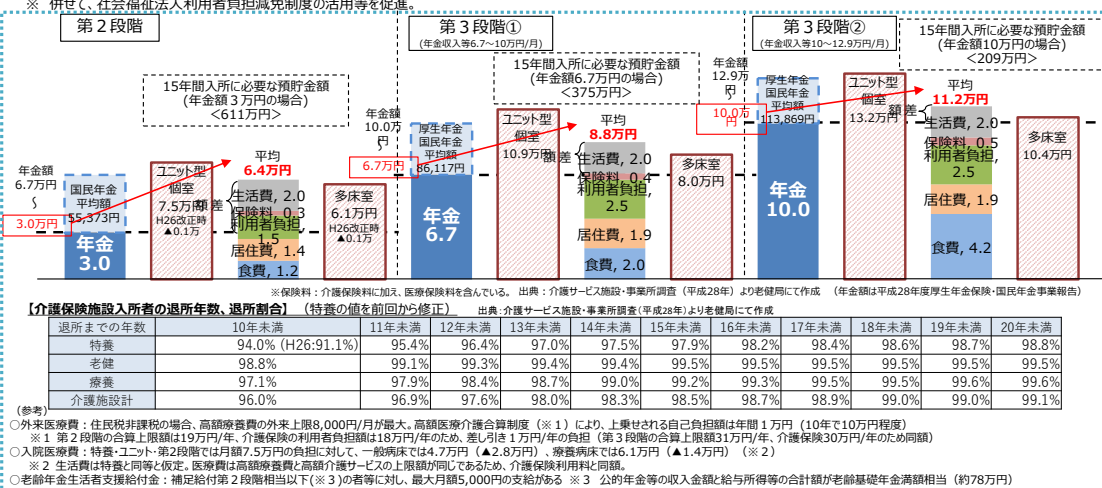 ※ 併せて、社会福祉法人利用者負担減免制度の活用等を促進。
第２段階
15年間入所に必要な預貯金額
(年金額３万円の場合)
<611万円>
年金額
6.7万円
～
3.0万円
国民年金
平均額
55,373円
年金
3.0
ユニット型
個室
7.5万円
H26改正時
▲0.1万
差額
平均
6.4万円
生活費, 2.0
保険料, 0.3
利用者負担, 1.5
居住費, 1.4
食費, 1.2
多床室
6.1万円
H26改正時
▲0.1万
第３段階①
(年金収入等6.7～10万円/月)
15年間入所に必要な預貯金額
(年金額6.7万円の場合)
<375万円>
年金額
10.0万円
～
6.7万円
厚生年金
国民年金
平均額
86,117円
年金
6.7
ユニット型
個室
10.9万円
差額
平均
8.8万円
生活費, 2.0
保険料, 0.4
利用者負担, 2.5
居住費, 1.9
食費, 2.0
多床室
8.0万円
第３段階②
(年金収入等10～12.9万円/月)
15年間入所に必要な預貯金額
(年金額10万円の場合)
<209万円>
年金額
12.9万円
～
10.0万円
厚生年金
国民年金
平均額
113,869円
年金
10.0
ユニット型
個室
13.2万円
差額
平均
11.2万円
生活費, 2.0
保険料, 0.5
利用者負担, 2.5
居住費, 1.9
食費, 4.2
多床室
10.4万円
※保険料：介護保険料に加え、医療保険料を含んでいる。 出典：介護サービス施設・事業所調査（平成28年）より老健局にて作成 （年金額は平成28年度厚生年金保険・国民年金事業報告）
【介護保険施設入所者の退所年数、退所割合】（特養の値を前回から修正） 出典：介護サービス施設・事業所調査(平成28年)より老健局にて作成
退所までの年数 10年未満 11年未満 12年未満 13年未満 14年未満 15年未満 16年未満 17年未満 18年未満 19年未満 20年未満
特養 94.0% (H26:91.1%) 95.4% 96.4% 97.0% 97.5% 97.9% 98.2% 98.4% 98.6% 98.7% 98.8%
老健 98.8% 99.1% 99.3% 99.4% 99.4% 99.5% 99.5% 99.5% 99.5% 99.5% 99.5%
療養 97.1% 97.9% 98.4% 98.7% 99.0% 99.2% 99.3% 99.5% 99.5% 99.6% 99.6%
介護施設計 96.0% 96.9% 97.6% 98.0% 98.3% 98.5% 98.7% 98.9% 99.0% 99.0% 99.1%
(参考)
○外来医療費：住民税非課税の場合、高額療養費の外来上限8,000円/月が最大。高額医療介護合算制度（※１）により、上乗せされる自己負担額は年間１万円（10年で10万円程度）
※１ 第２段階の合算上限額は19万円/年、介護保険の利用者負担額は18万円/年のため、差し引き１万円/年の負担（第３段階の合算上限額31万円/年、介護保険30万円/年のため同額）
○入院医療費：特養・ユニット・第２段階では月額7.5万円の負担に対して、一般病床では4.7万円（▲2.8万円）、療養病床では6.1万円（▲1.4万円）（※２）
※２ 生活費は特養と同等と仮定。医療費は高額療養費と高額介護サービスの上限額が同じであるため、介護保険利用料と同額。
○老齢年金生活者支援給付金：補足給付第２段階相当以下(※３)の者等に対し、最大月額5,000円の支給がある ※３ 公的年金等の収入金額と給与所得等の合計額が老齢基礎年金満額相当（約78万円）